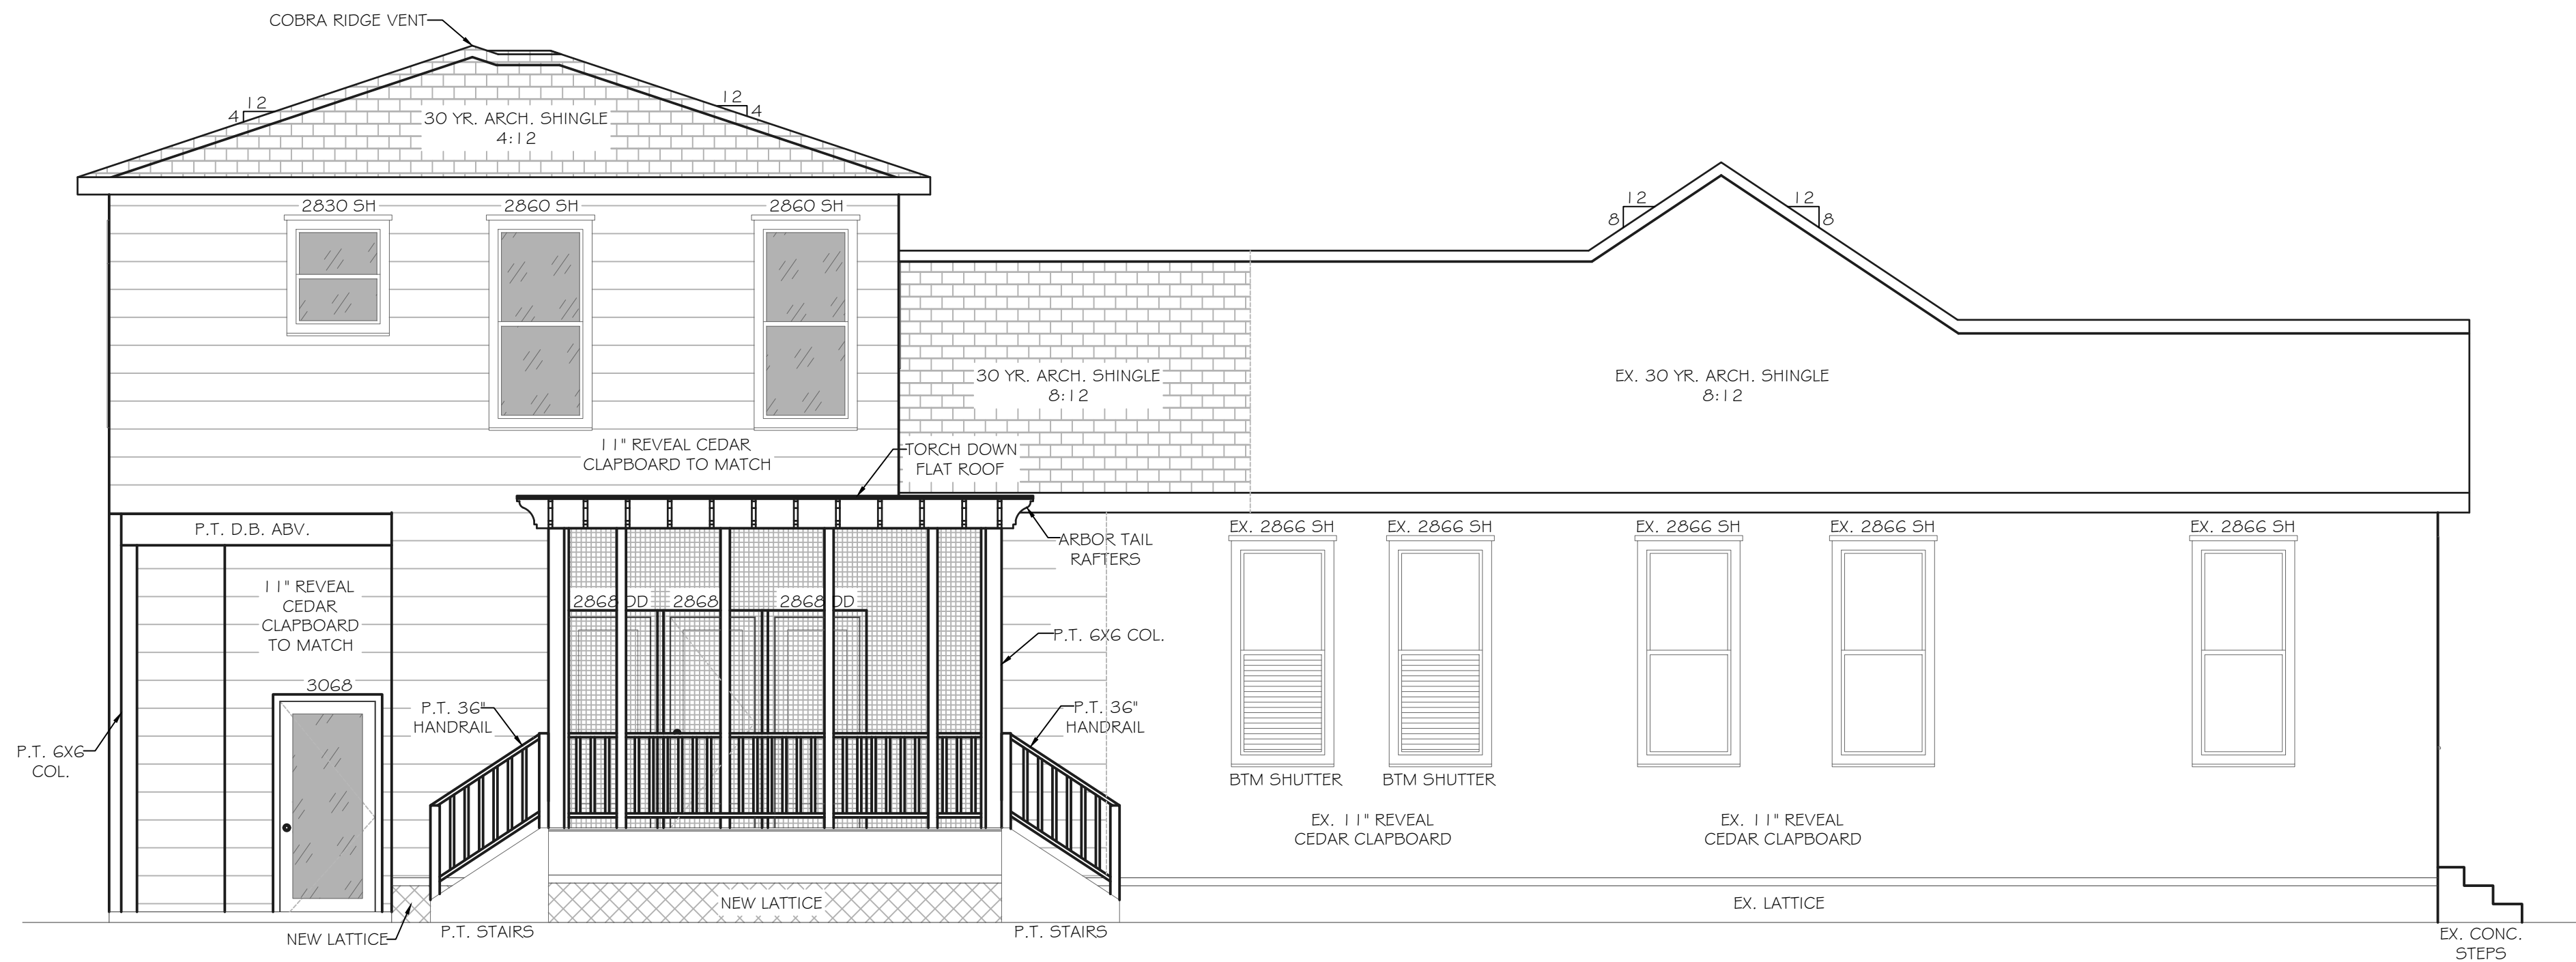 COBRA RIDGE VENT
12
4
12
4
30 YR. ARCH. SHINGLE
4:12
2830 SH
2860 SH
2860 SH
12
8
12
8
30 YR. ARCH. SHINGLE
8:12
EX. 30 YR. ARCH. SHINGLE
8:12
11" REVEAL CEDAR
CLAPBOARD TO MATCH
TORCH DOWN
FLAT ROOF
P.T. D.B. ABV.
ARBOR TAIL
RAFTERS
EX. 2866 SH
EX. 2866 SH
EX. 2866 SH
EX. 2866 SH
EX. 2866 SH
11" REVEAL
CEDAR
CLAPBOARD
TO MATCH
2868 DD
2868
2868 DD
P.T. 6X6 COL.
3068
P.T. 36"
HANDRAIL
P.T. 36"
HANDRAIL
P.T. 6X6
COL.
BTM SHUTTER
BTM SHUTTER
EX. 11" REVEAL
CEDAR CLAPBOARD
EX. 11" REVEAL
CEDAR CLAPBOARD
NEW LATTICE
EX. LATTICE
NEW LATTICE
P.T. STAIRS
P.T. STAIRS
EX. CONC.
STEPS